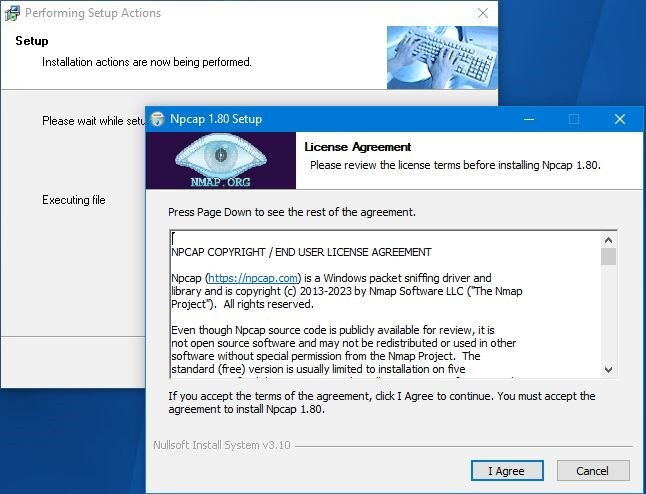 Performing Setup Actions
Setup
Installation actions are now being performed.
Please wait while setu
Executing file
Npcap 1.80 Setup
NMAP.ORG
License Agreement
Please review the license terms before installing Npcap 1.80.
Press Page Down to see the rest of the agreement.
NPCAP COPYRIGHT / END USER LICENSE AGREEMENT
Npcap (https://npcap.com) is a Windows packet sniffing driver and
library and is copyright (c) 2013-2023 by Nmap Software LLC ("The Nmap
Project"). All rights reserved.
Even though Npcap source code is publicly available for review, it is
not open source software and may not be redistributed or used in other
software without special permission from the Nmap Project. The
standard (free) version is usually limited to installation on five
If you accept the terms of the agreement, click I Agree to continue. You must accept the
agreement to install Npcap 1.80.
Nullsoft Install System v3.10
I Agree
Cancel